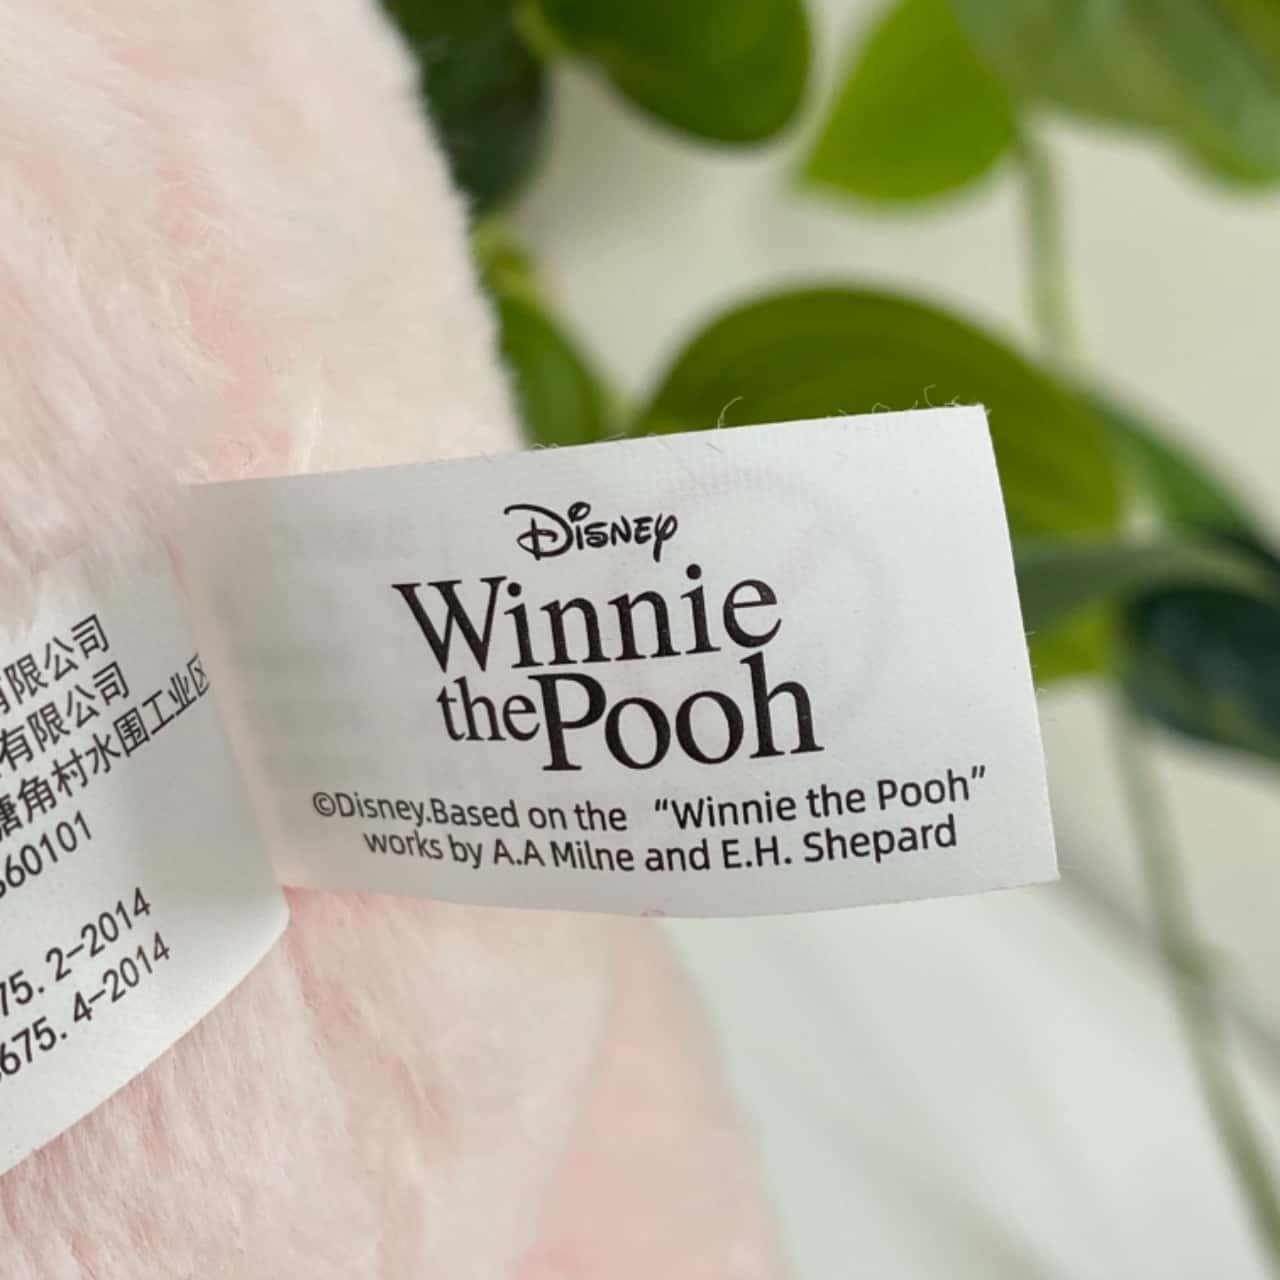 有限公司
有限公司
塘角村水围工业区
360101
75. 2-2014
675. 4-2014
Disney
Winnie
the Pooh
©Disney.Based on the “Winnie the Pooh”
works by A.A Milne and E.H. Shepard